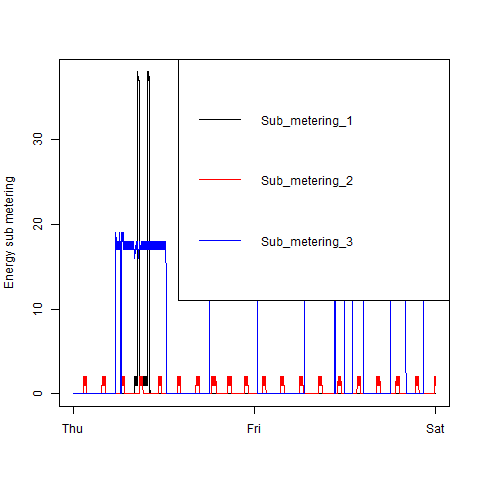 Energy sub metering
30
20
10
0
Sub_metering_1
Sub_metering_2
Sub_metering_3
Thu
Fri
Sat